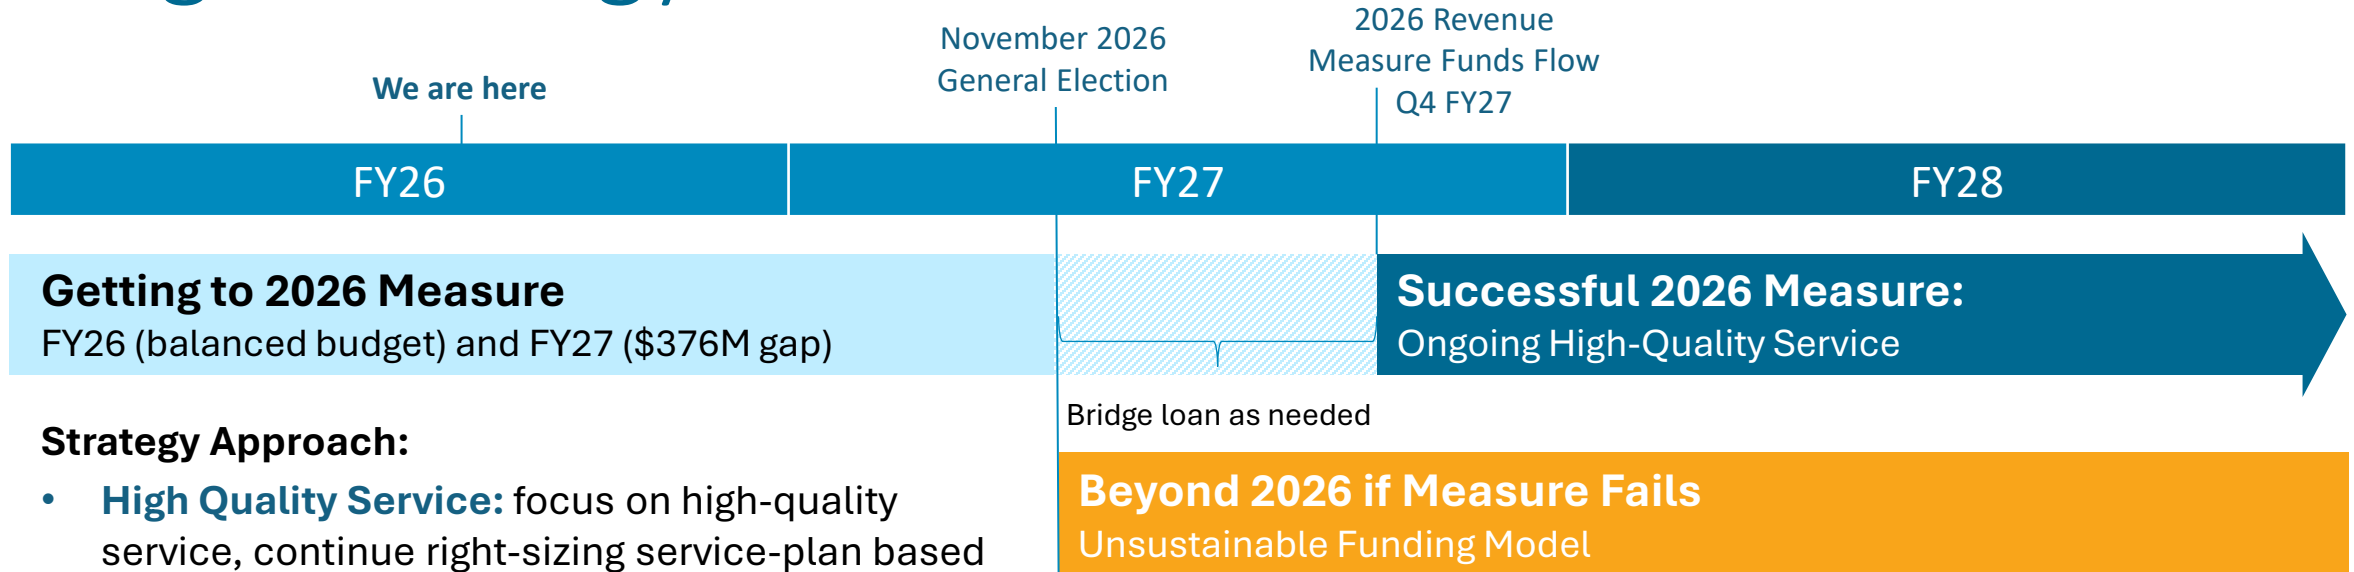 2026 Revenue
Measure Funds Flow
Q4 FY27
November 2026
General Election
We are here
FY26
FY27
FY28
Getting to 2026 Measure
FY26 (balanced budget) and FY27 ($376M gap)
Successful 2026 Measure:
Ongoing High-Quality Service
Bridge loan as needed
Strategy Approach:
• High Quality Service: focus on high-quality
service, continue right-sizing service-plan based
Beyond 2026 if Measure Fails
Unsustainable Funding Model